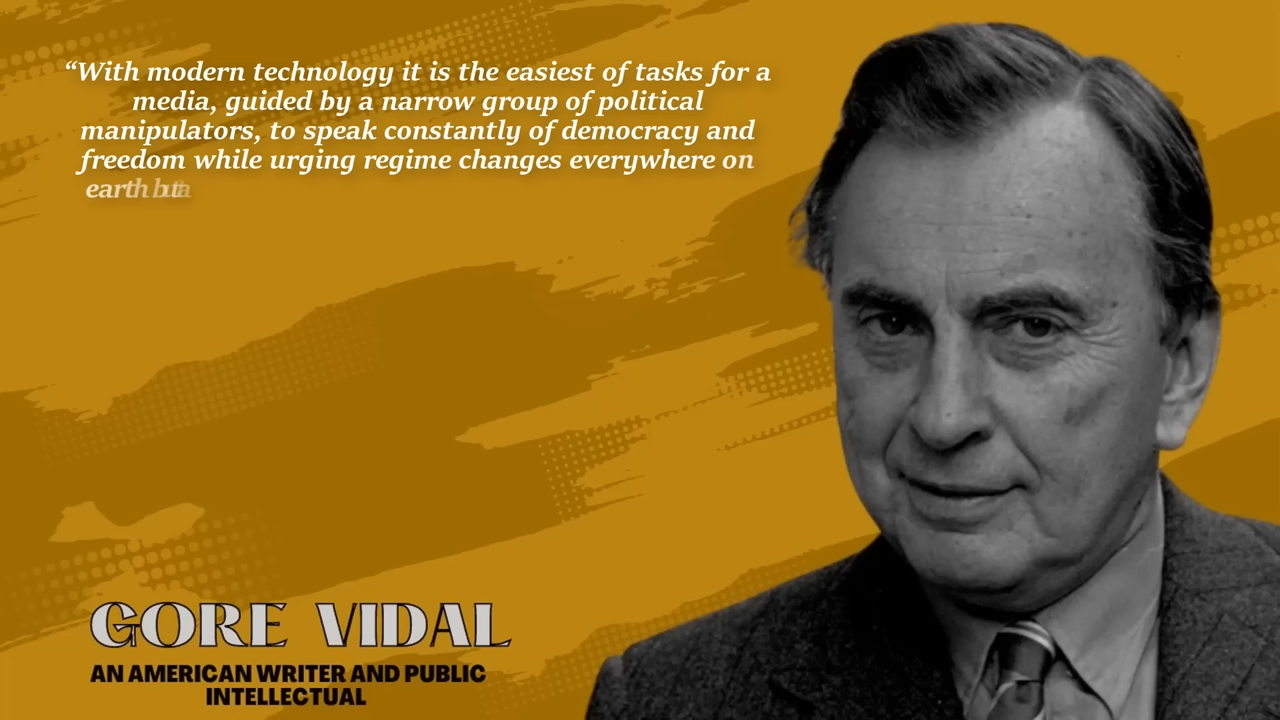 “With modern technology it is the easiest of tasks for a
media, guided by a narrow group of political
manipulators, to speak constantly of democracy and
freedom while urging regime changes everywhere on
earth but a
GORE VIDAL
AN AMERICAN WRITER AND PUBLIC
INTELLECTUAL